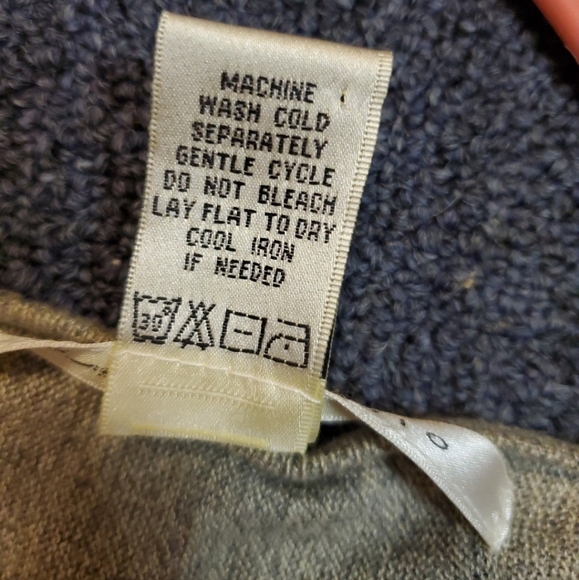 MACHINE
WASH COLD
SEPARATELY
GENTLE CYCLE
DO NOT BLEACH
LAY FLAT TO DRY
COOL IRON
IF NEEDED
30